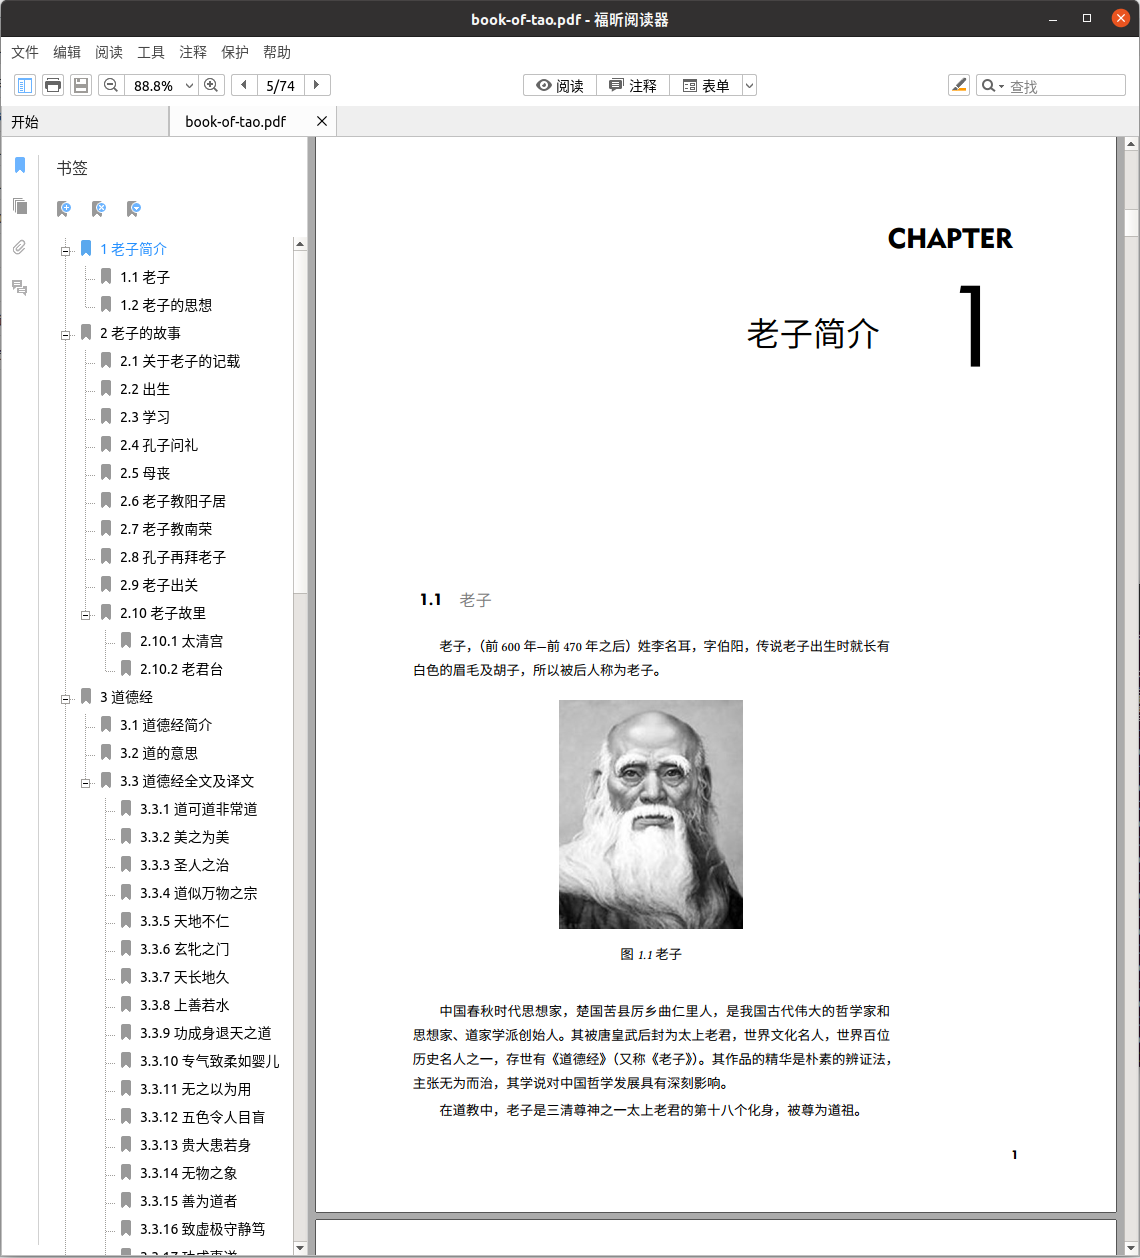 book-of-tao.pdf - 福昕阅读器
文件 编辑 阅读 工具 注释 保护 帮助
88.8% 5/74 阅读 注释 表单 查找
开始 book-of-tao.pdf
书签
1 老子简介
1.1 老子
1.2 老子的思想
2 老子的故事
2.1 关于老子的记载
2.2 出生
2.3 学习
2.4 孔子问礼
2.5 母丧
2.6 老子教阳子居
2.7 老子教南荣
2.8 孔子再拜老子
2.9 老子出关
2.10 老子故里
2.10.1 太清宫
2.10.2 老君台
3 道德经
3.1 道德经简介
3.2 道的意思
3.3 道德经全文及译文
3.3.1 道可道非常道
3.3.2 美之为美
3.3.3 圣人之治
3.3.4 道似万物之宗
3.3.5 天地不仁
3.3.6 玄牝之门
3.3.7 天长地久
3.3.8 上善若水
3.3.9 功成身退天之道
3.3.10 专气致柔如婴儿
3.3.11 无之以为用
3.3.12 五色令人目盲
3.3.13 贵大患若身
3.3.14 无物之象
3.3.15 善为道者
3.3.16 致虚极守静笃
CHAPTER
老子简介 1
1.1 老子
老子，（前 600 年—前 470 年之后）姓李名耳，字伯阳，传说老子出生时就长有
白色的眉毛及胡子，所以被后人称为老子。
图 1.1 老子
中国春秋时代思想家，楚国苦县厉乡曲仁里人，是我国古代伟大的哲学家和
思想家、道家学派创始人。其被唐皇武后封为太上老君，世界文化名人，世界百位
历史名人之一，存世有《道德经》（又称《老子》）。其作品的精华是朴素的辨证法，
主张无为而治，其学说对中国哲学发展具有深刻影响。
在道教中，老子是三清尊神之一太上老君的第十八个化身，被尊为道祖。
1